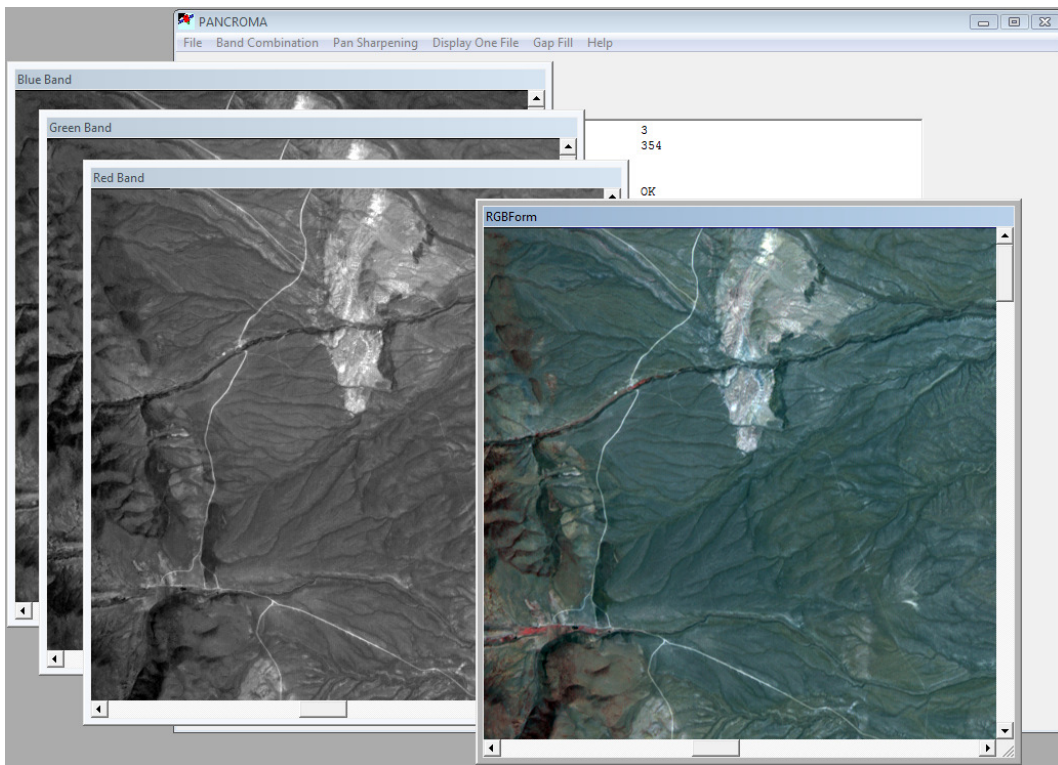 PANCROMA
File Band Combination Pan Sharpening Display One File Gap Fill Help
Blue Band
Green Band
Red Band
3
354
OK
RGBForm